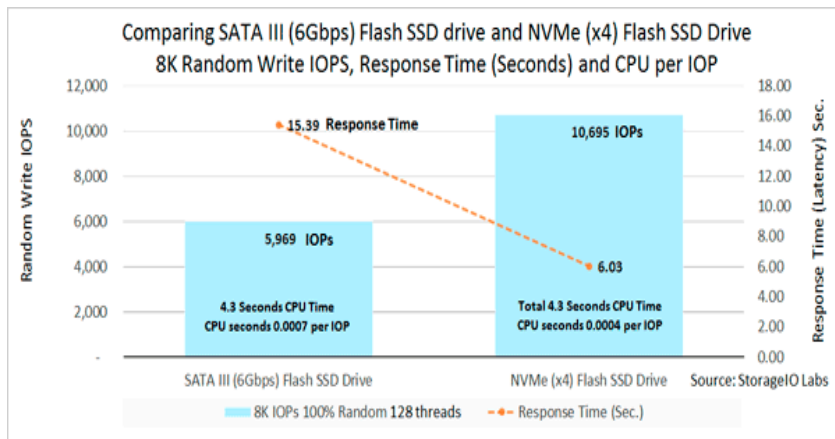 Comparing SATA III (6Gbps) Flash SSD drive and NVMe (x4) Flash SSD Drive
8K Random Write IOPS, Response Time (Seconds) and CPU per IOP
Random Write IOPS
12,000
10,000
8,000
6,000
4,000
2,000
-
15.39 Response Time
5,969 IOPs
4.3 Seconds CPU Time
CPU seconds 0.0007 per IOP
10,695 IOPs
6.03
Total 4.3 Seconds CPU Time
CPU seconds 0.0004 per IOP
18.00
16.00
14.00
12.00
10.00
8.00
6.00
4.00
2.00
0.00
Response Time (Latency) Sec.
SATA III (6Gbps) Flash SSD Drive
NVMe (x4) Flash SSD Drive
Source: StorageIO Labs
8K IOPs 100% Random 128 threads
Response Time (Sec.)